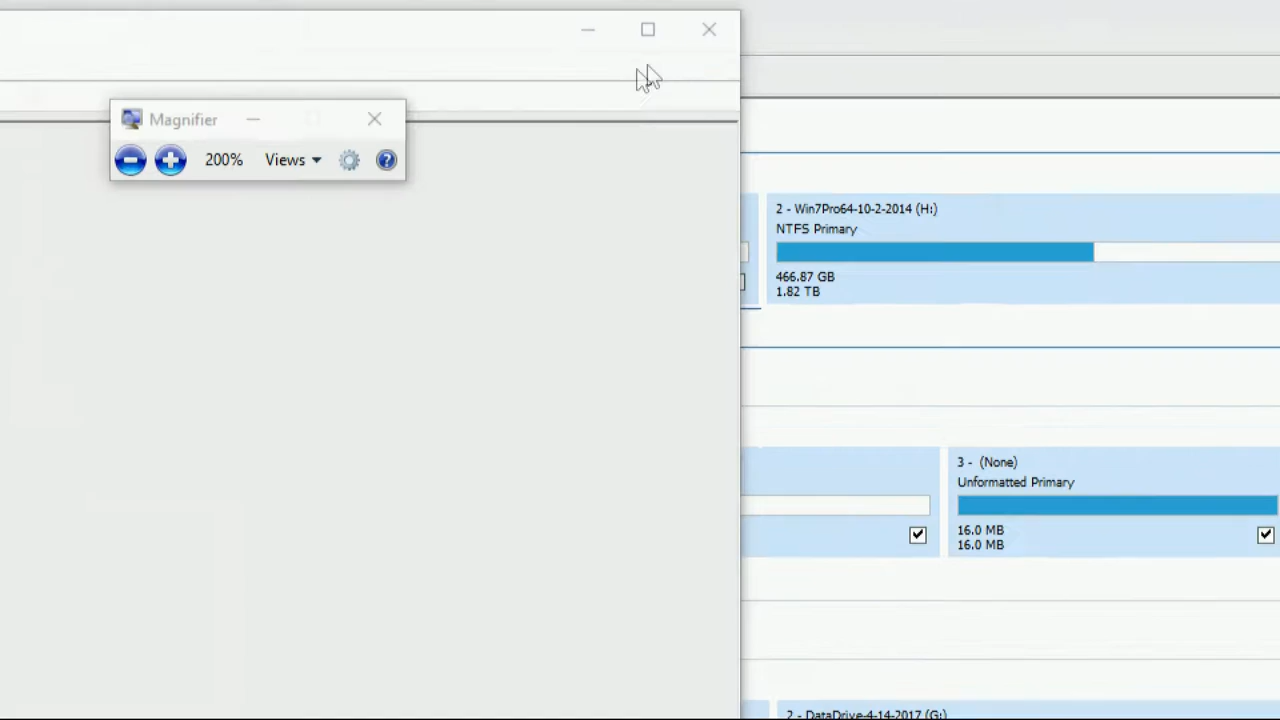 Magnifier
200% Views
2 - Win7Pro64-10-2-2014 (H:)
NTFS Primary
466.87 GB
1.82 TB
3 - (None)
Unformatted Primary
16.0 MB
16.0 MB
2 - DataDrive-4-14-2017 (G:)